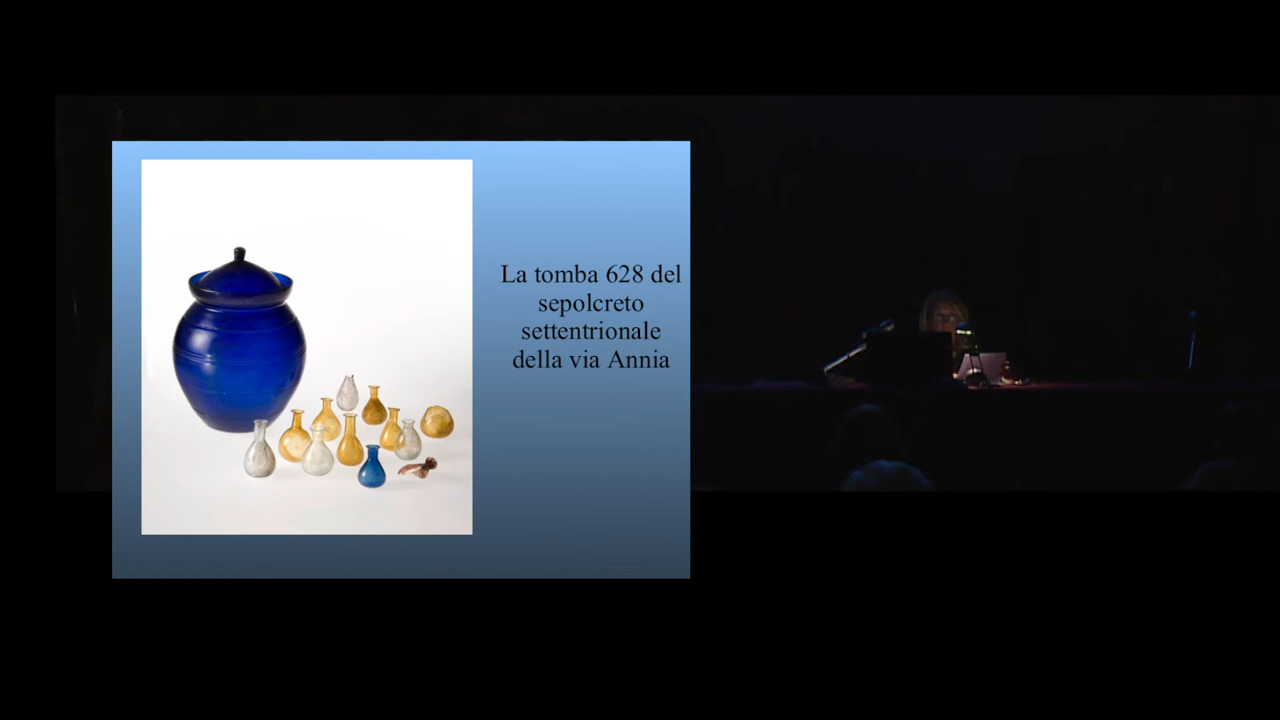 La tomba 628 del
sepolcreto
settentrionale
della via Annia